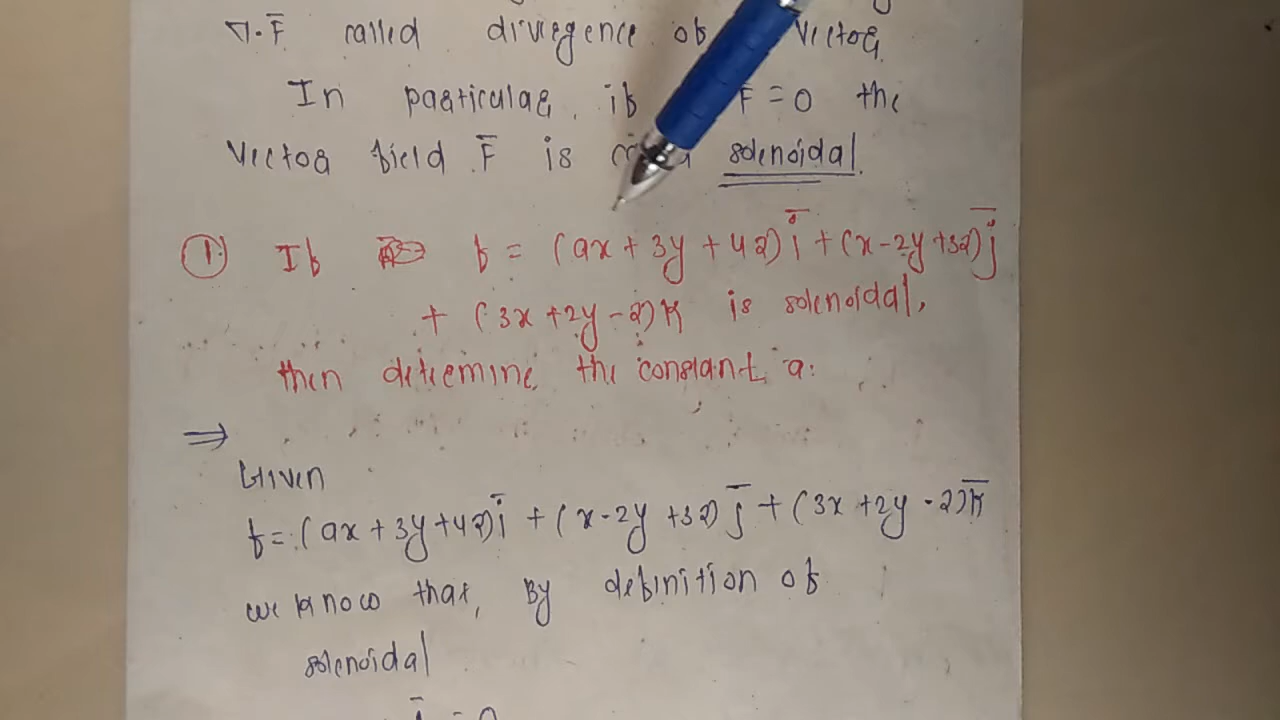 ∇·F̄ called divergence of vector
In particular, if F̄ = 0 the
vector field F̄ is solenoidal.
① If f = (ax + 3y + 4z) i̅ + (x - 2y + 3z) j̅
+ (3x + 2y - z) k is solenoidal,
then determine the constant a.
⇒
Given
f = (ax + 3y + 4z) i̅ + (x - 2y + 3z) j̅ + (3x + 2y - z) k̅
we know that, By definition of
solenoidal
= 0